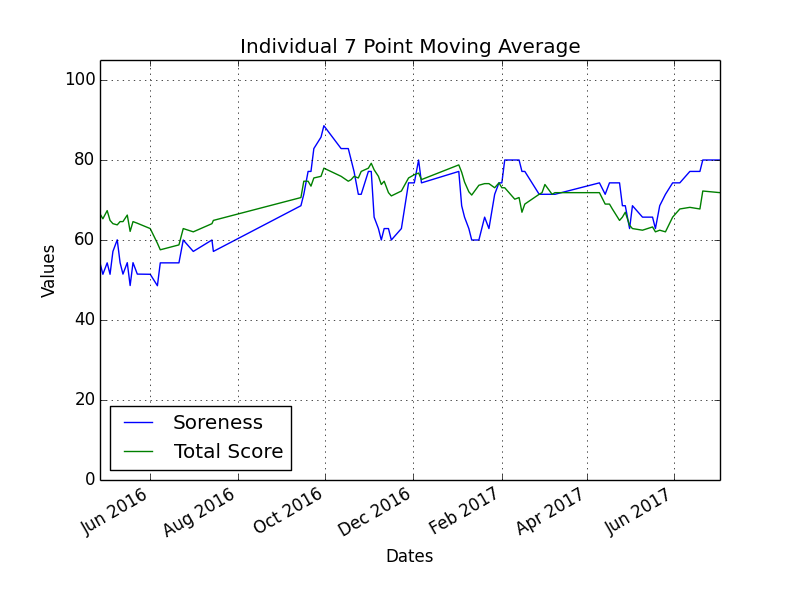 Individual 7 Point Moving Average
100
80
60
40
20
0
Values
Soreness
Total Score
Jun 2016
Aug 2016
Oct 2016
Dec 2016
Feb 2017
Apr 2017
Jun 2017
Dates